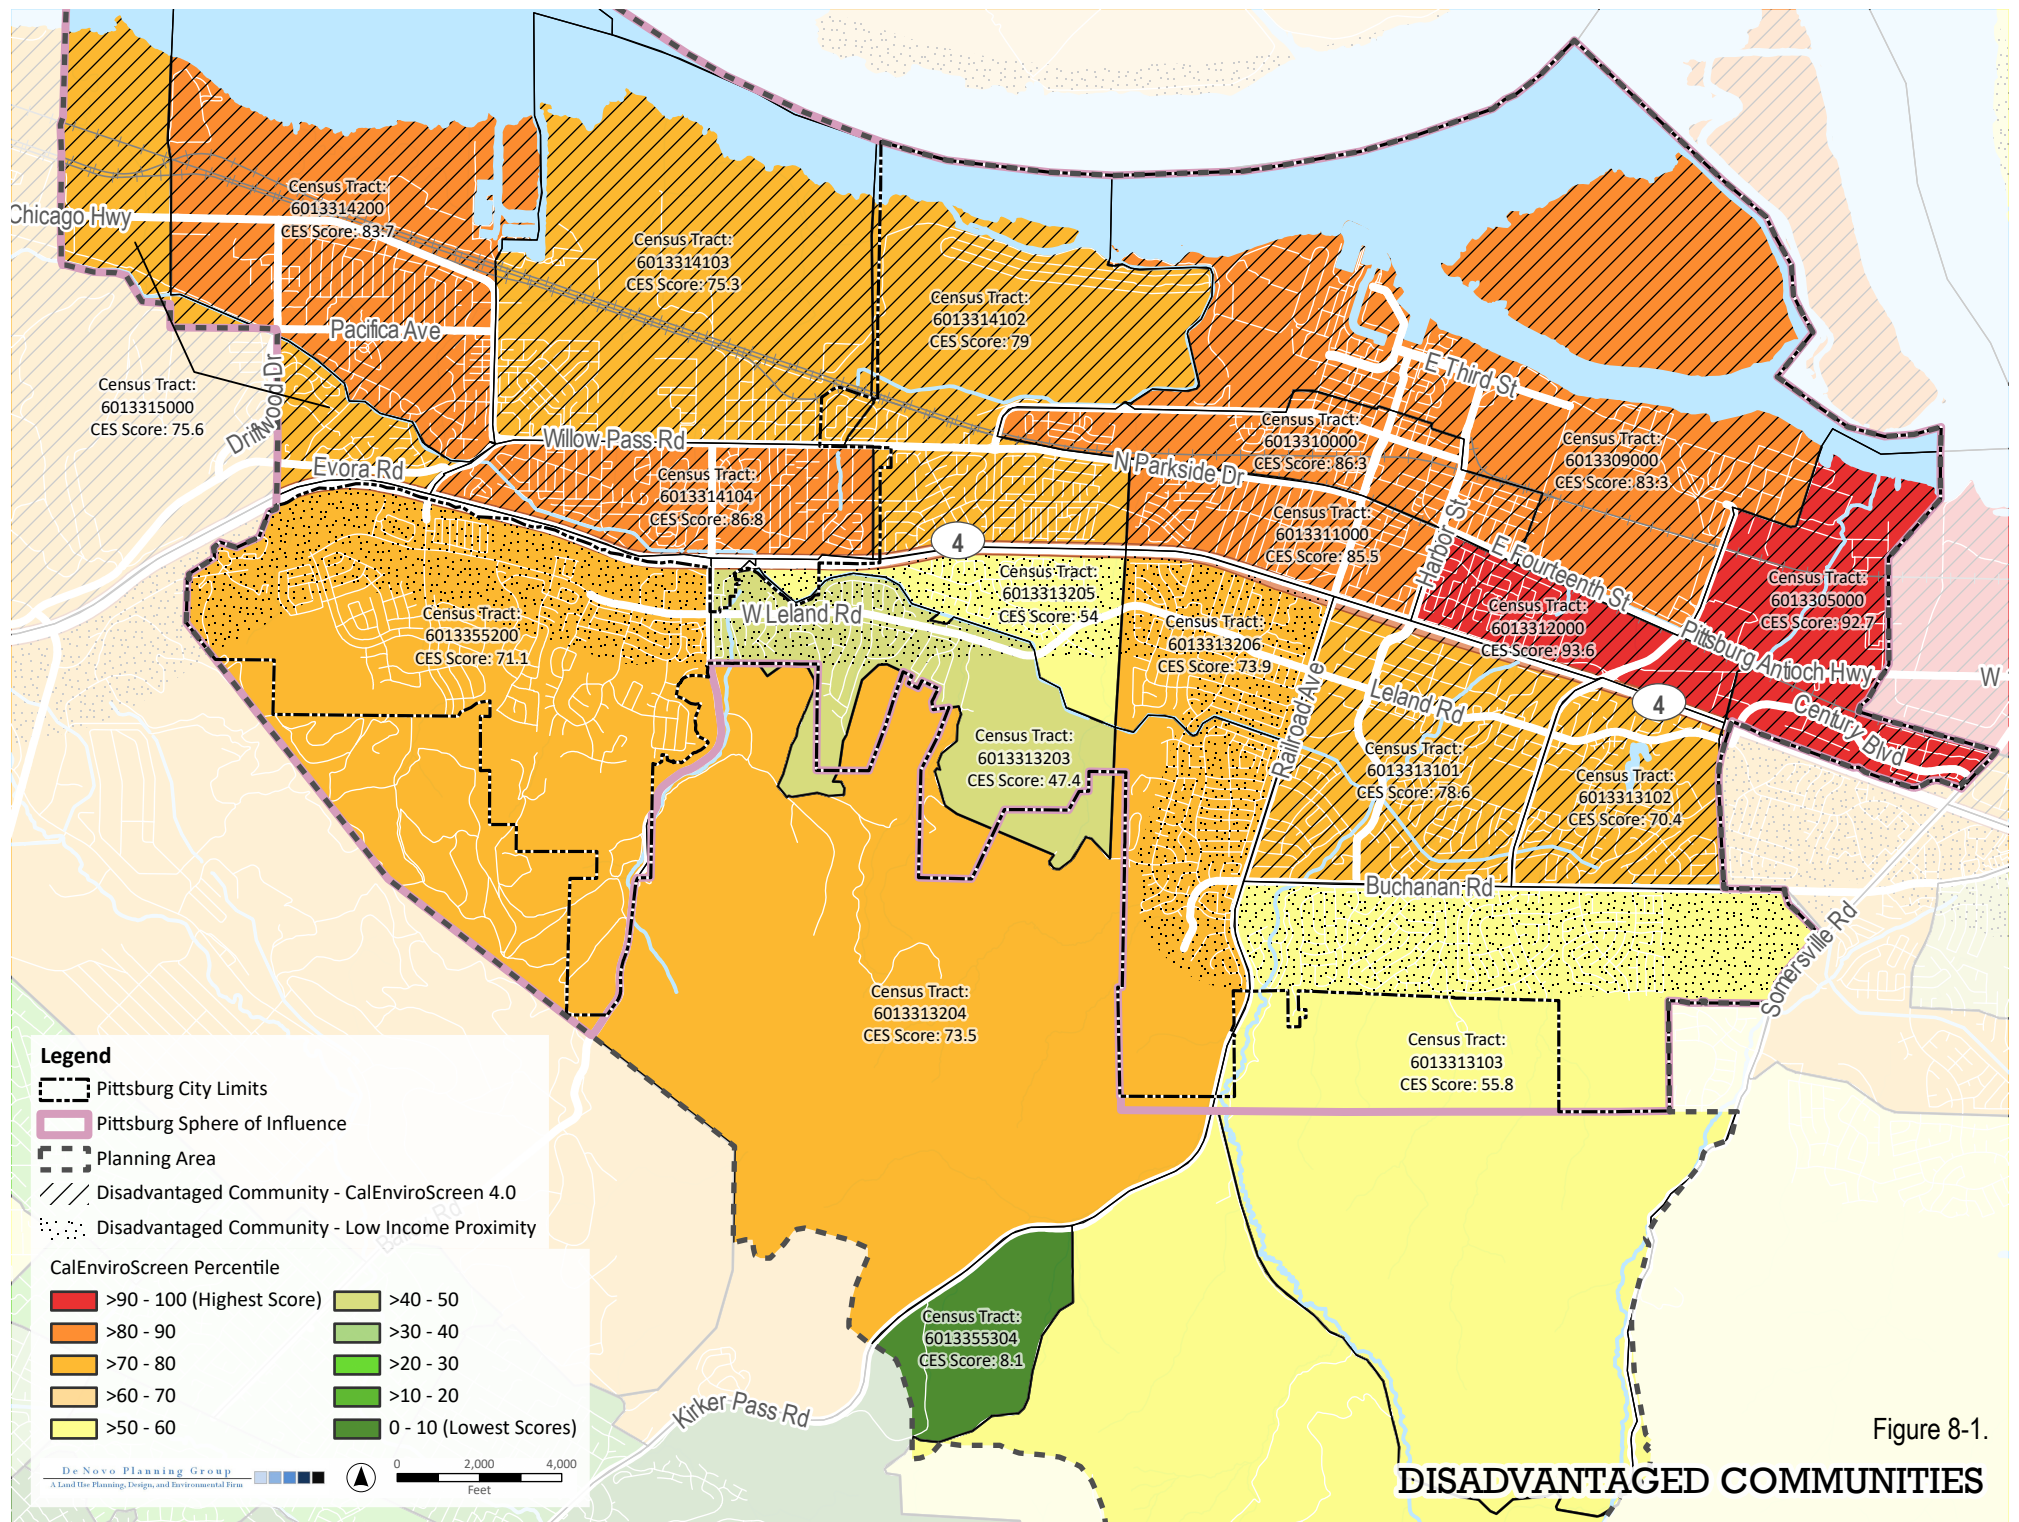 Census Tract:
6013314200
CES Score: 83.7
Chicago Hwy
Census Tract:
6013314103
CES Score: 75.3
Census Tract:
6013314102
CES Score: 79
Pacifica Ave
Census Tract:
6013315000
CES Score: 75.6
Driftwood Dr
E Third St
Willow Pass Rd
Evora Rd
Census Tract:
6013314104
CES Score: 86.8
Census Tract:
6013310000
CES Score: 86.3
N Parkside Dr
Census Tract:
6013309000
CES Score: 83.3
Census Tract:
6013311000
CES Score: 85.5
Harbor St
E Fourteenth St
4
Census Tract:
6013313205
CES Score: 54
Census Tract:
6013305000
CES Score: 92.7
Census Tract:
6013312000
CES Score: 93.6
W Leland Rd
Census Tract:
6013355200
CES Score: 71.1
Census Tract:
6013313206
CES Score: 73.9
Pittsburg Antioch Hwy
W
Railroad Ave
Leland Rd
4
Century Blvd
Census Tract:
6013313203
CES Score: 47.4
Census Tract:
6013313101
CES Score: 78.6
Census Tract:
6013313102
CES Score: 70.4
Buchanan Rd
Somersville Rd
Census Tract:
6013313204
CES Score: 73.5
Census Tract:
6013313103
CES Score: 55.8
Census Tract:
6013355304
CES Score: 8.1
Kirker Pass Rd
Legend
Pittsburg City Limits
Pittsburg Sphere of Influence
Planning Area
Disadvantaged Community - CalEnviroScreen 4.0
Disadvantaged Community - Low Income Proximity
CalEnviroScreen Percentile
>90 - 100 (Highest Score)
>80 - 90
>70 - 80
>60 - 70
>50 - 60
>40 - 50
>30 - 40
>20 - 30
>10 - 20
0 - 10 (Lowest Scores)
De Novo Planning Group
A Land Use Planning, Design, and Environmental Firm
0 2,000 4,000
Feet
Figure 8-1.
DISADVANTAGED COMMUNITIES